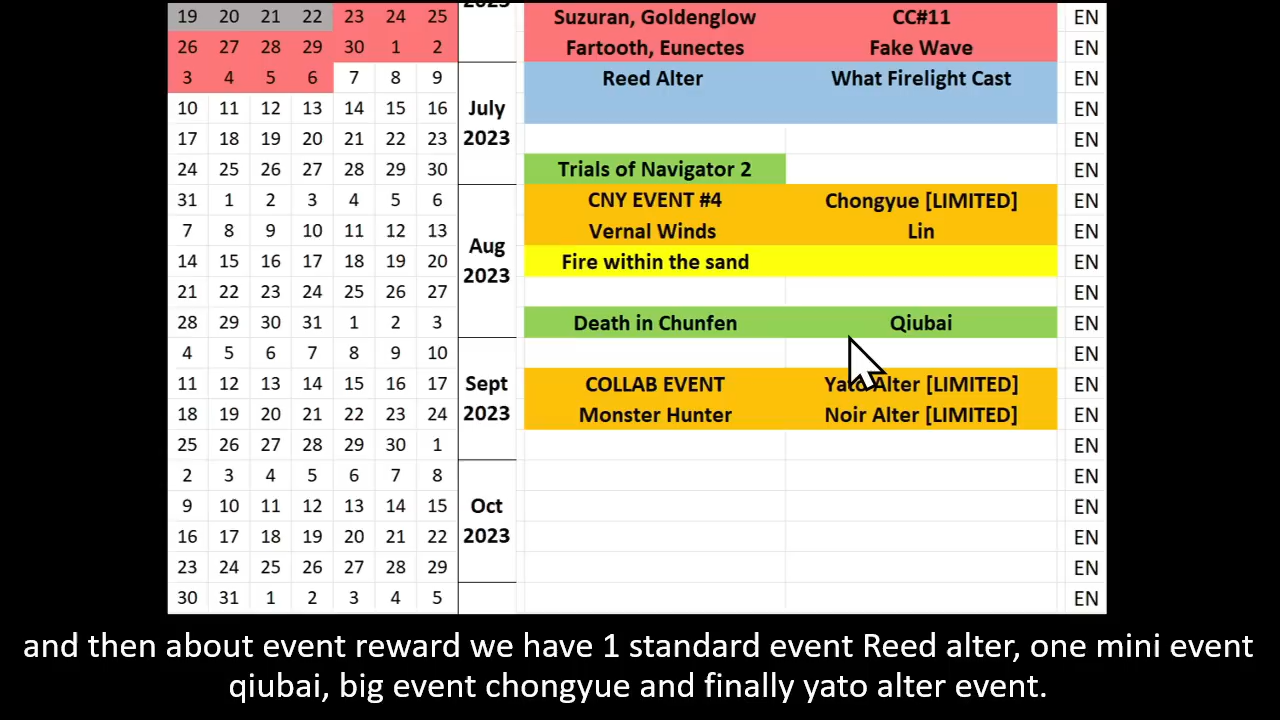 2023
19 20 21 22 23 24 25 Suzuran, Goldenglow CC#11 EN
26 27 28 29 30 1 2 Fartooth, Eunectes Fake Wave EN
3 4 5 6 7 8 9 Reed Alter What Firelight Cast EN
10 11 12 13 14 15 16 July EN
17 18 19 20 21 22 23 2023 EN
24 25 26 27 28 29 30 Trials of Navigator 2 EN
31 1 2 3 4 5 6 CNY EVENT #4 Chongyue [LIMITED] EN
7 8 9 10 11 12 13 Vernal Winds Lin EN
Aug
14 15 16 17 18 19 20 Fire within the sand EN
2023
21 22 23 24 25 26 27 EN
28 29 30 31 1 2 3 Death in Chunfen Qiubai EN
4 5 6 7 8 9 10 EN
11 12 13 14 15 16 17 Sept COLLAB EVENT Yato Alter [LIMITED] EN
18 19 20 21 22 23 24 2023 Monster Hunter Noir Alter [LIMITED] EN
25 26 27 28 29 30 1 EN
2 3 4 5 6 7 8 EN
9 10 11 12 13 14 15 Oct EN
16 17 18 19 20 21 22 2023 EN
23 24 25 26 27 28 29 EN
30 31 1 2 3 4 5 EN
and then about event reward we have 1 standard event Reed alter, one mini event
qiubai, big event chongyue and finally yato alter event.